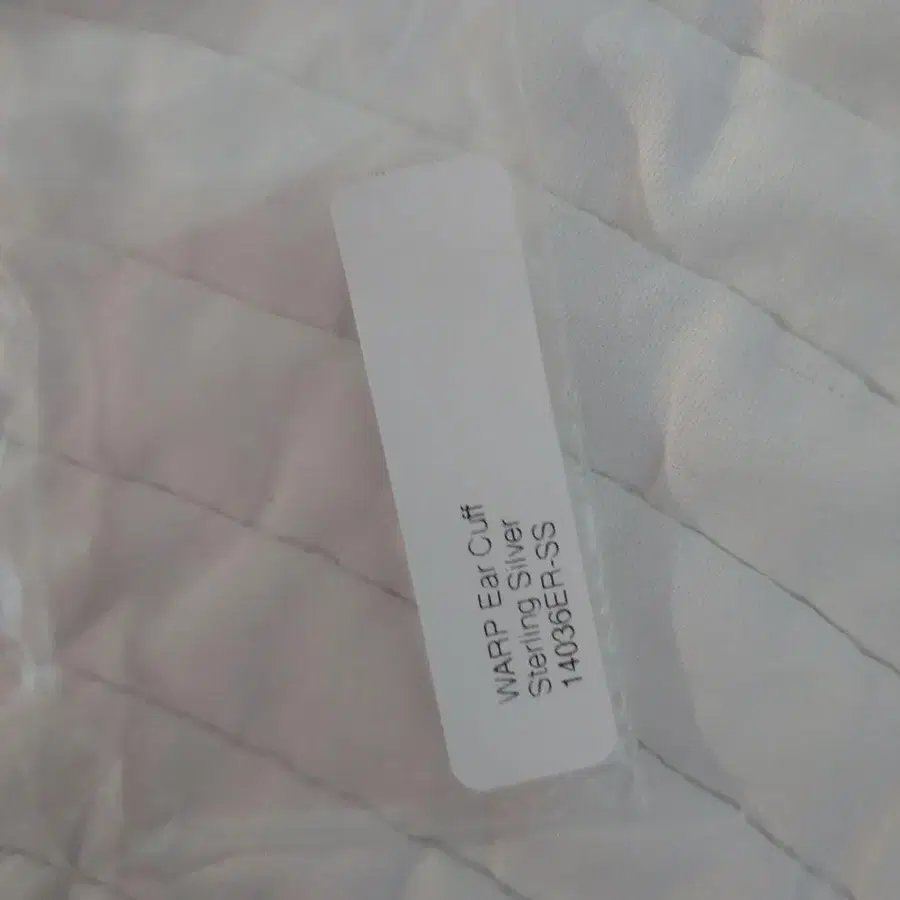 WARP Ear Cuff
Sterling Silver
14036ER-SS